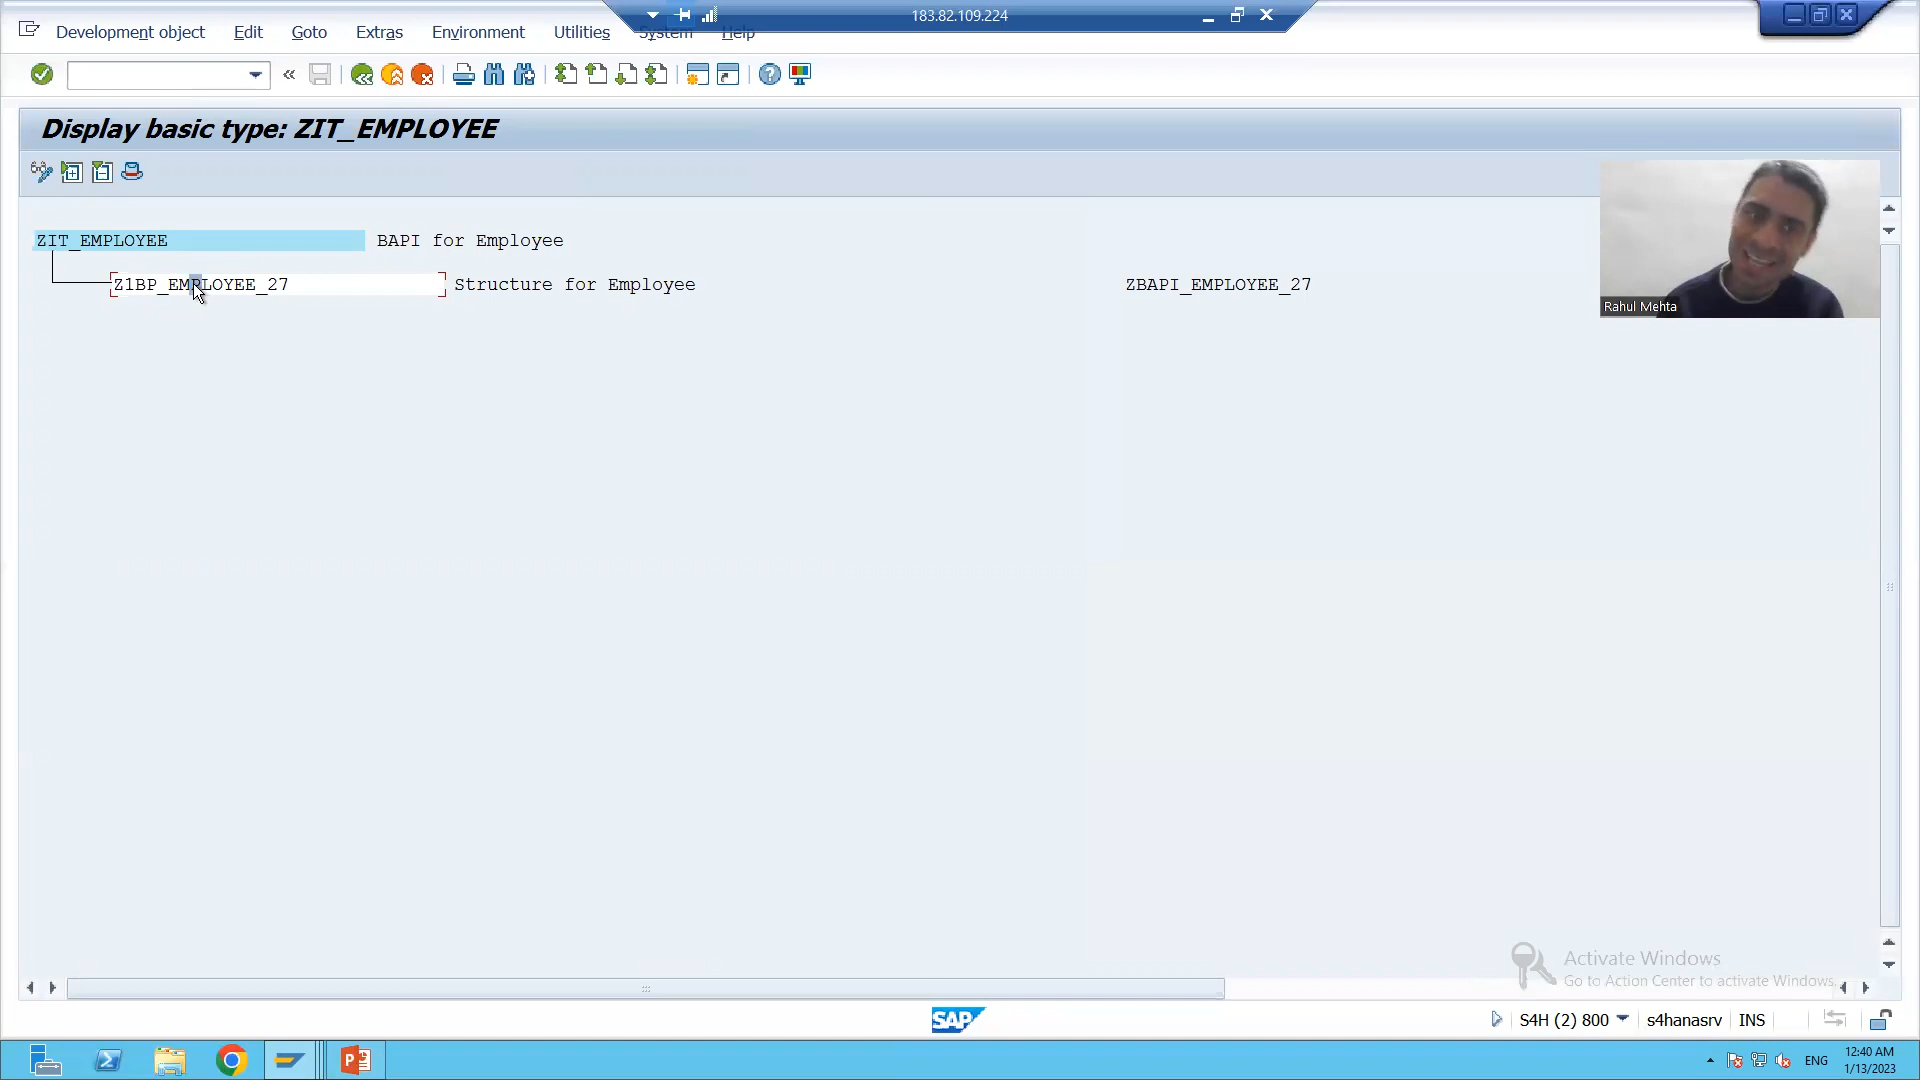 183.82.109.224
Development object Edit Goto Extras Environment Utilities System Help
Display basic type: ZIT_EMPLOYEE
ZIT_EMPLOYEE BAPI for Employee
Z1BP_EMPLOYEE_27 Structure for Employee ZBAPI_EMPLOYEE_27
Rahul Mehta
Activate Windows
Go to Action Center to activate Windows.
SAP
S4H (2) 800 s4hanasrv INS
ENG
12:40 AM
1/13/2023